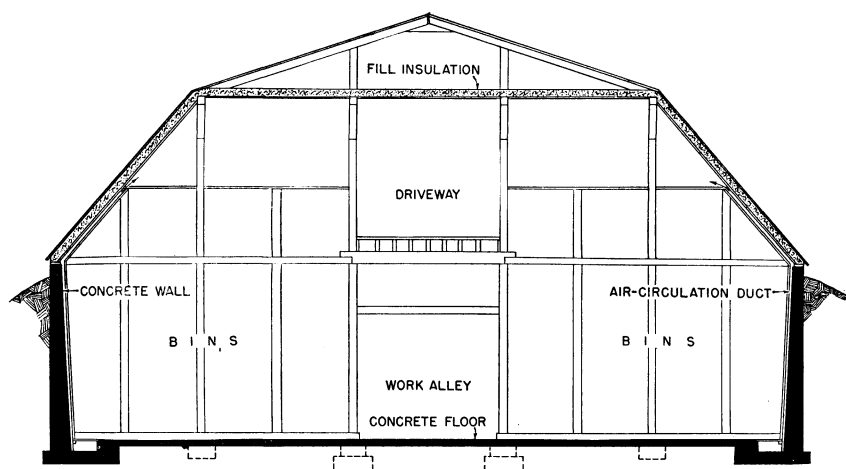 FILL INSULATION
DRIVEWAY
CONCRETE WALL
AIR-CIRCULATION DUCT
BINS
BINS
WORK ALLEY
CONCRETE FLOOR